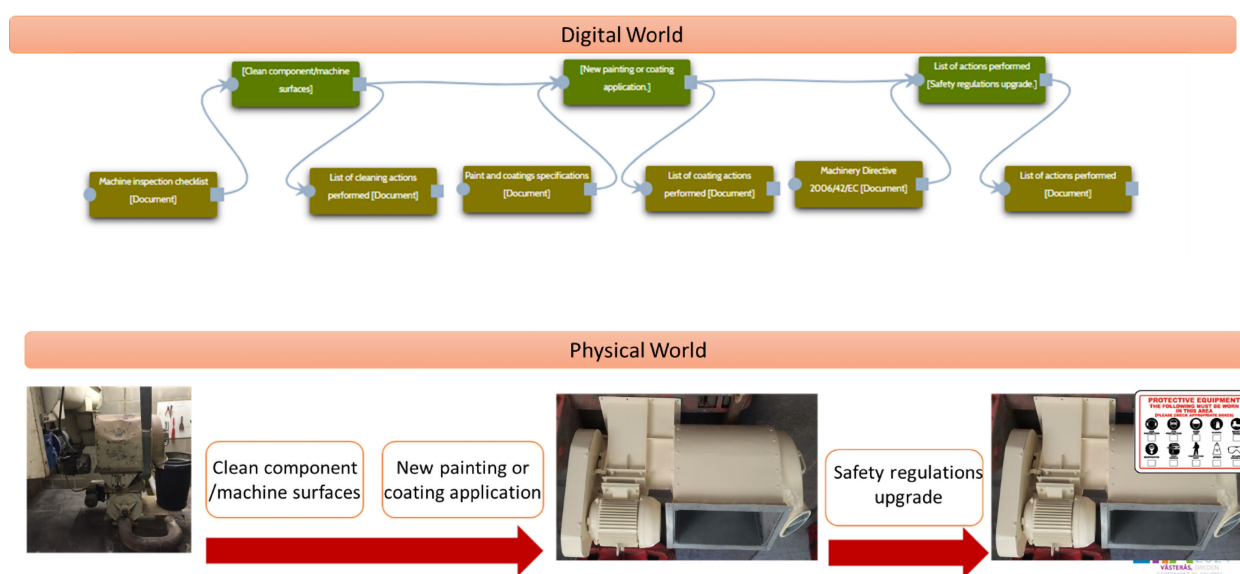 Digital World
[Clean component/machine
surfaces]
[New painting or coating
application.]
List of actions performed
[Safety regulations upgrade.]
Machine inspection checklist
[Document]
List of cleaning actions
performed [Document]
Paint and coatings specifications
[Document]
List of coating actions
performed [Document]
Machinery Directive
2006/42/EC [Document]
List of actions performed
[Document]
Physical World
Clean component
/machine surfaces
New painting or
coating application
Safety regulations
upgrade
PROTECTIVE EQUIPMENT
THE FOLLOWING MUST BE WORN
IN THIS AREA
(PLEASE CHECK APPROPRIATE BOXES)
VÄSTERÅS, SWEDEN